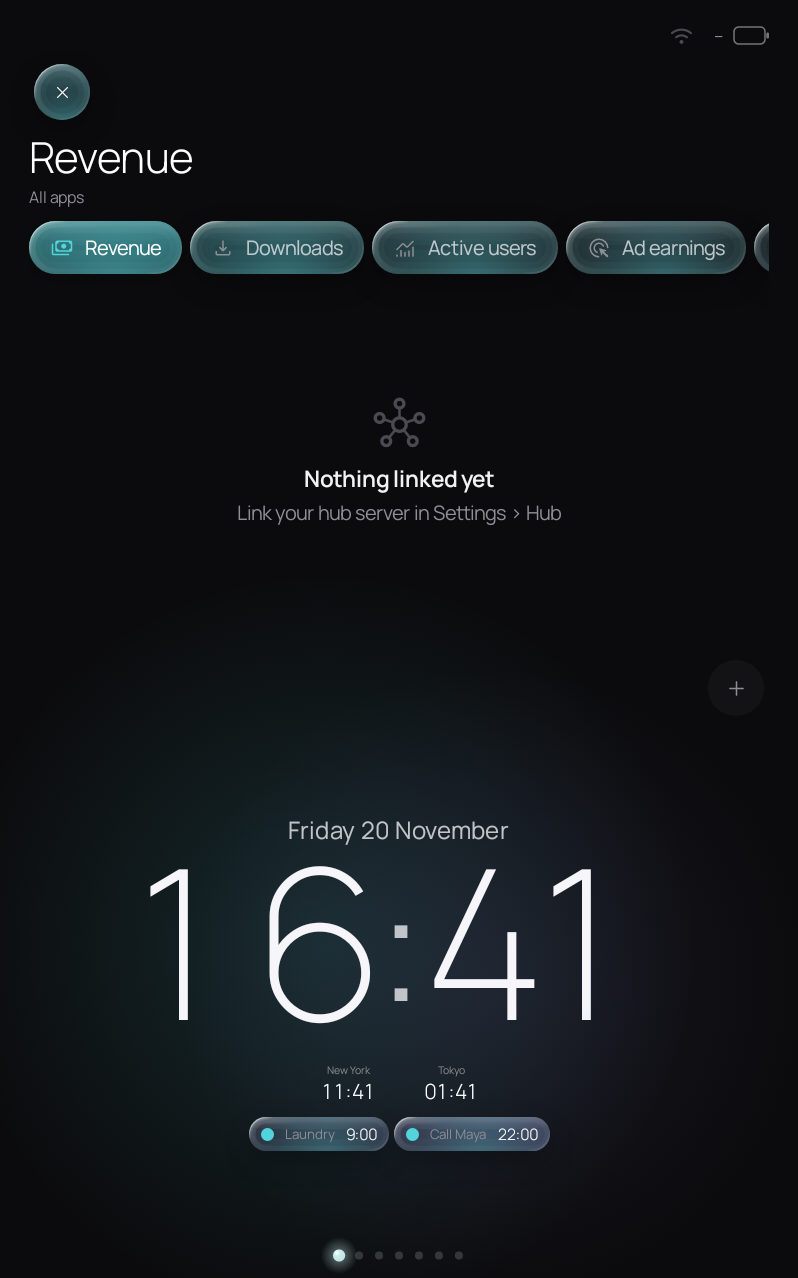 Revenue
All apps
Revenue Downloads Active users Ad earnings
Nothing linked yet
Link your hub server in Settings > Hub
Friday 20 November
16:41
New York Tokyo
11:41 01:41
Laundry 9:00 Call Maya 22:00